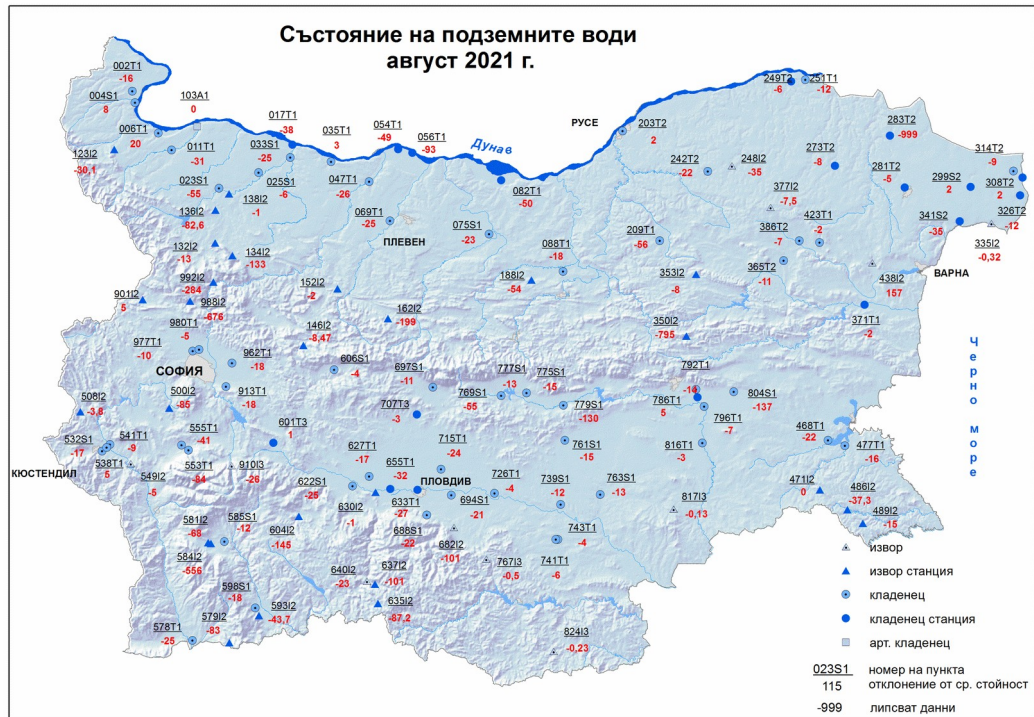 Състояние на подземните води
август 2021 г.
002T1
-16
004S1
8
103A1
0
006T1
20
123I2
-30,1
011T1
-31
017T1
-38
033S1
-25
035T1
3
054T1
-49
056T1
-93
Дунав
РУСЕ
203T2
2
249T2
-6
251T1
-12
283T2
-999
023S1
-55
025S1
-6
138I2
-1
136I2
-82,6
047T1
-26
082T1
-50
069T1
-25
ПЛЕВЕН
075S1
-23
088T1
-18
209T1
-56
242T2
-22
248I2
-35
273T2
-8
377I2
-7,5
281T2
-5
299S2
2
314T2
-9
308T2
2
326T2
-12
341S2
-35
335I2
-0,32
ВАРНА
423T1
-2
386T2
-7
365T2
-11
438I2
157
132I2
-13
134I2
-133
992I2
-284
988I2
-676
901I2
5
152I2
-2
162I2
-199
146I2
-8,47
188I2
-54
353I2
-8
350I2
-795
371T1
-2
980T1
-5
977T1
-10
962T1
-18
СОФИЯ
913T1
-18
500I2
-85
508I2
-3,8
606S1
-4
697S1
-11
707T3
-3
769S1
-55
777S1
-13
775S1
-15
779S1
-130
792T1
-10
786T1
5
796T1
-7
804S1
-137
816T1
-3
468T1
-22
477T1
-16
Черно море
532S1
-17
КЮСТЕНДИЛ
541T1
-9
538T1
5
549I2
-5
555T1
-41
553T1
-84
910I3
-26
601T3
1
627T1
-17
622S1
-25
630I2
-1
655T1
-32
633T1
-27
715T1
-24
ПЛОВДИВ
694S1
-21
726T1
-4
688S1
-22
682I2
-101
761S1
-15
739S1
-12
763S1
-13
743T1
-4
741T1
-6
767I3
-0,5
817I3
-0,13
471I2
0
486I2
-37,3
489I2
-15
581I2
-68
585S1
-12
584I2
-556
604I2
-145
640I2
-23
637I2
-101
635I2
-87,2
598S1
-18
593I2
-43,7
579I2
-83
578T1
-25
824I3
-0,23
извор
извор станция
кладенец
кладенец станция
арт. кладенец
023S1 номер на пункта
115 отклонение от ср. стойност
-999 липсват данни